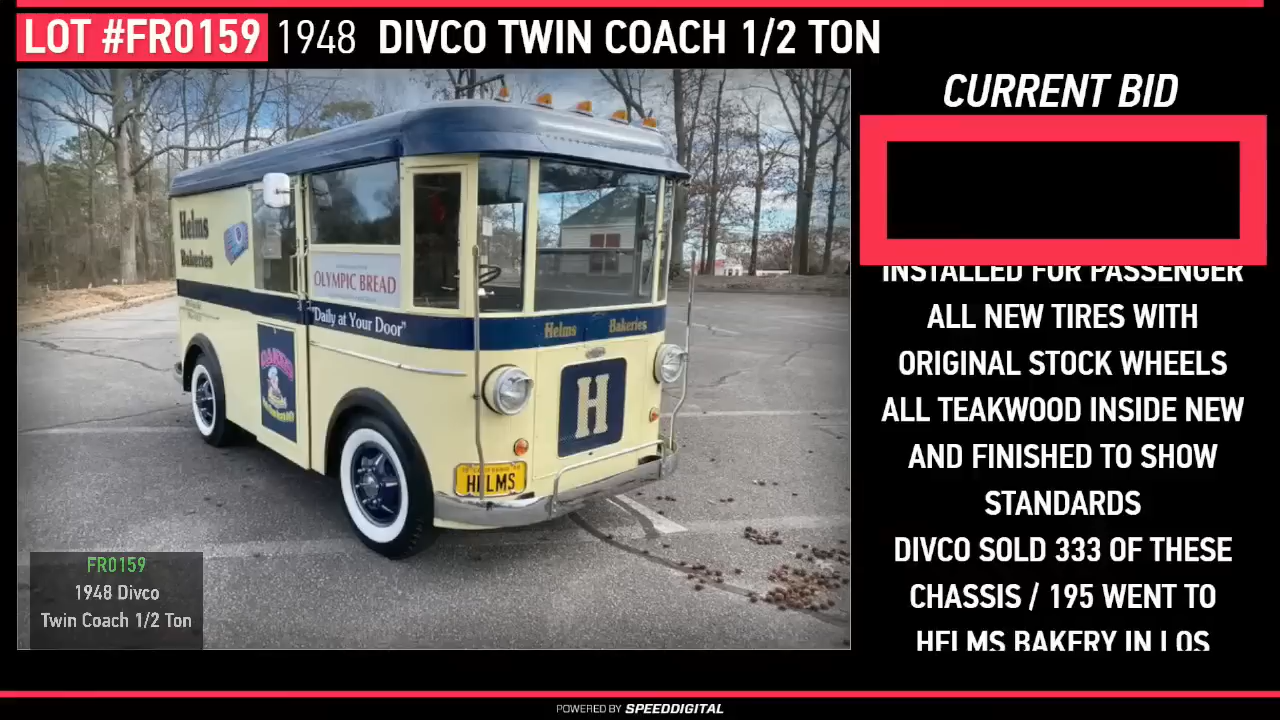 LOT #FR0159 1948 DIVCO TWIN COACH 1/2 TON
CURRENT BID
INSTALLED FOR PASSENGER
ALL NEW TIRES WITH
ORIGINAL STOCK WHEELS
ALL TEAKWOOD INSIDE NEW
AND FINISHED TO SHOW
STANDARDS
DIVCO SOLD 333 OF THESE
CHASSIS / 195 WENT TO
HELMS BAKERY IN LOS
Helms
Bakeries
OLYMPIC BREAD
"Daily at Your Door"
Helms Bakeries
H
HELMS
FR0159
1948 Divco
Twin Coach 1/2 Ton
POWERED BY SPEEDDIGITAL